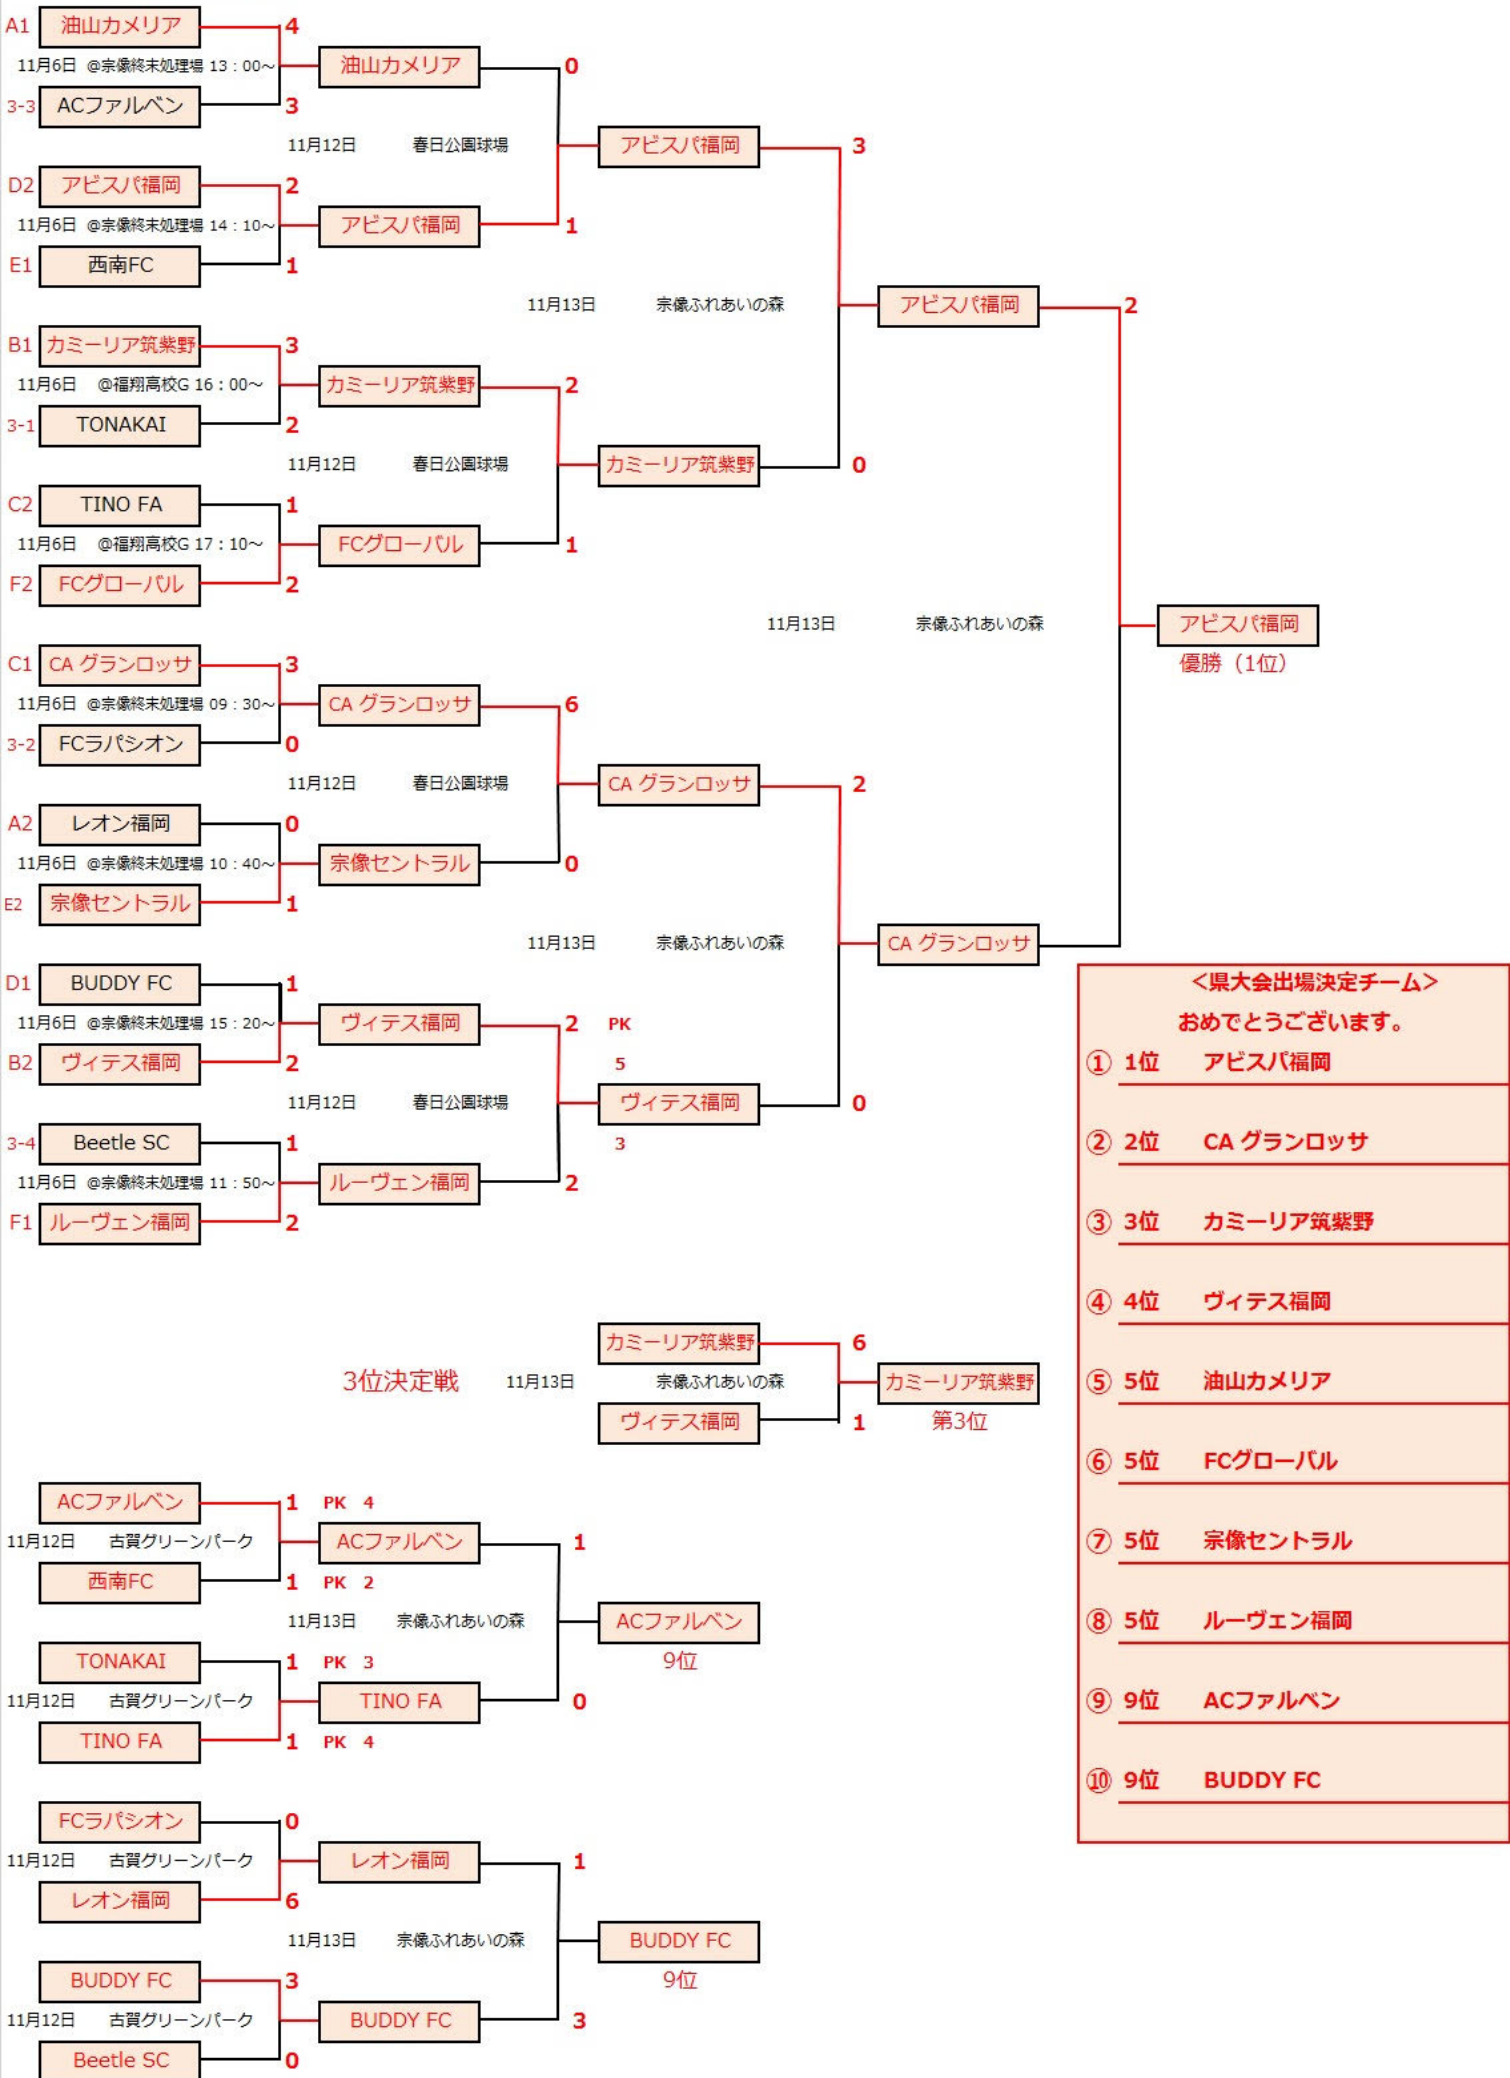 A1 油山カメリア 4
11月6日 @宗像終末処理場 13：00～ 油山カメリア 0
3-3 ACファルベン 3
11月12日 春日公園球場 アビスパ福岡 3
D2 アビスパ福岡 2
11月6日 @宗像終末処理場 14：10～ アビスパ福岡 1
E1 西南FC 1
11月13日 宗像ふれあいの森 アビスパ福岡 2
B1 カミーリア筑紫野 3
11月6日 @福翔高校G 16：00～ カミーリア筑紫野 2
3-1 TONAKAI 2
11月12日 春日公園球場 カミーリア筑紫野 0
C2 TINO FA 1
11月6日 @福翔高校G 17：10～ FCグローバル 1
F2 FCグローバル 2
11月13日 宗像ふれあいの森 アビスパ福岡
優勝（1位）
C1 CA グランロッサ 3
11月6日 @宗像終末処理場 09：30～ CA グランロッサ 6
3-2 FCラパシオン 0
11月12日 春日公園球場 CA グランロッサ 2
A2 レオン福岡 0
11月6日 @宗像終末処理場 10：40～ 宗像セントラル 0
E2 宗像セントラル 1
11月13日 宗像ふれあいの森 CA グランロッサ
D1 BUDDY FC 1
11月6日 @宗像終末処理場 15：20～ ヴィテス福岡 2 PK
B2 ヴィテス福岡 2 5
11月12日 春日公園球場 ヴィテス福岡 0
3-4 Beetle SC 1 3
11月6日 @宗像終末処理場 11：50～ ルーヴェン福岡 2
F1 ルーヴェン福岡 2
カミーリア筑紫野 6
3位決定戦 11月13日 宗像ふれあいの森 カミーリア筑紫野
ヴィテス福岡 1 第3位
ACファルベン 1 PK 4
11月12日 古賀グリーンパーク ACファルベン 1
西南FC 1 PK 2
11月13日 宗像ふれあいの森 ACファルベン
TONAKAI 1 PK 3 9位
11月12日 古賀グリーンパーク TINO FA 0
TINO FA 1 PK 4
FCラパシオン 0
11月12日 古賀グリーンパーク レオン福岡 1
レオン福岡 6
11月13日 宗像ふれあいの森 BUDDY FC
BUDDY FC 3 9位
11月12日 古賀グリーンパーク BUDDY FC 3
Beetle SC 0
＜県大会出場決定チーム＞
おめでとうございます。
① 1位 アビスパ福岡
② 2位 CA グランロッサ
③ 3位 カミーリア筑紫野
④ 4位 ヴィテス福岡
⑤ 5位 油山カメリア
⑥ 5位 FCグローバル
⑦ 5位 宗像セントラル
⑧ 5位 ルーヴェン福岡
⑨ 9位 ACファルベン
⑩ 9位 BUDDY FC